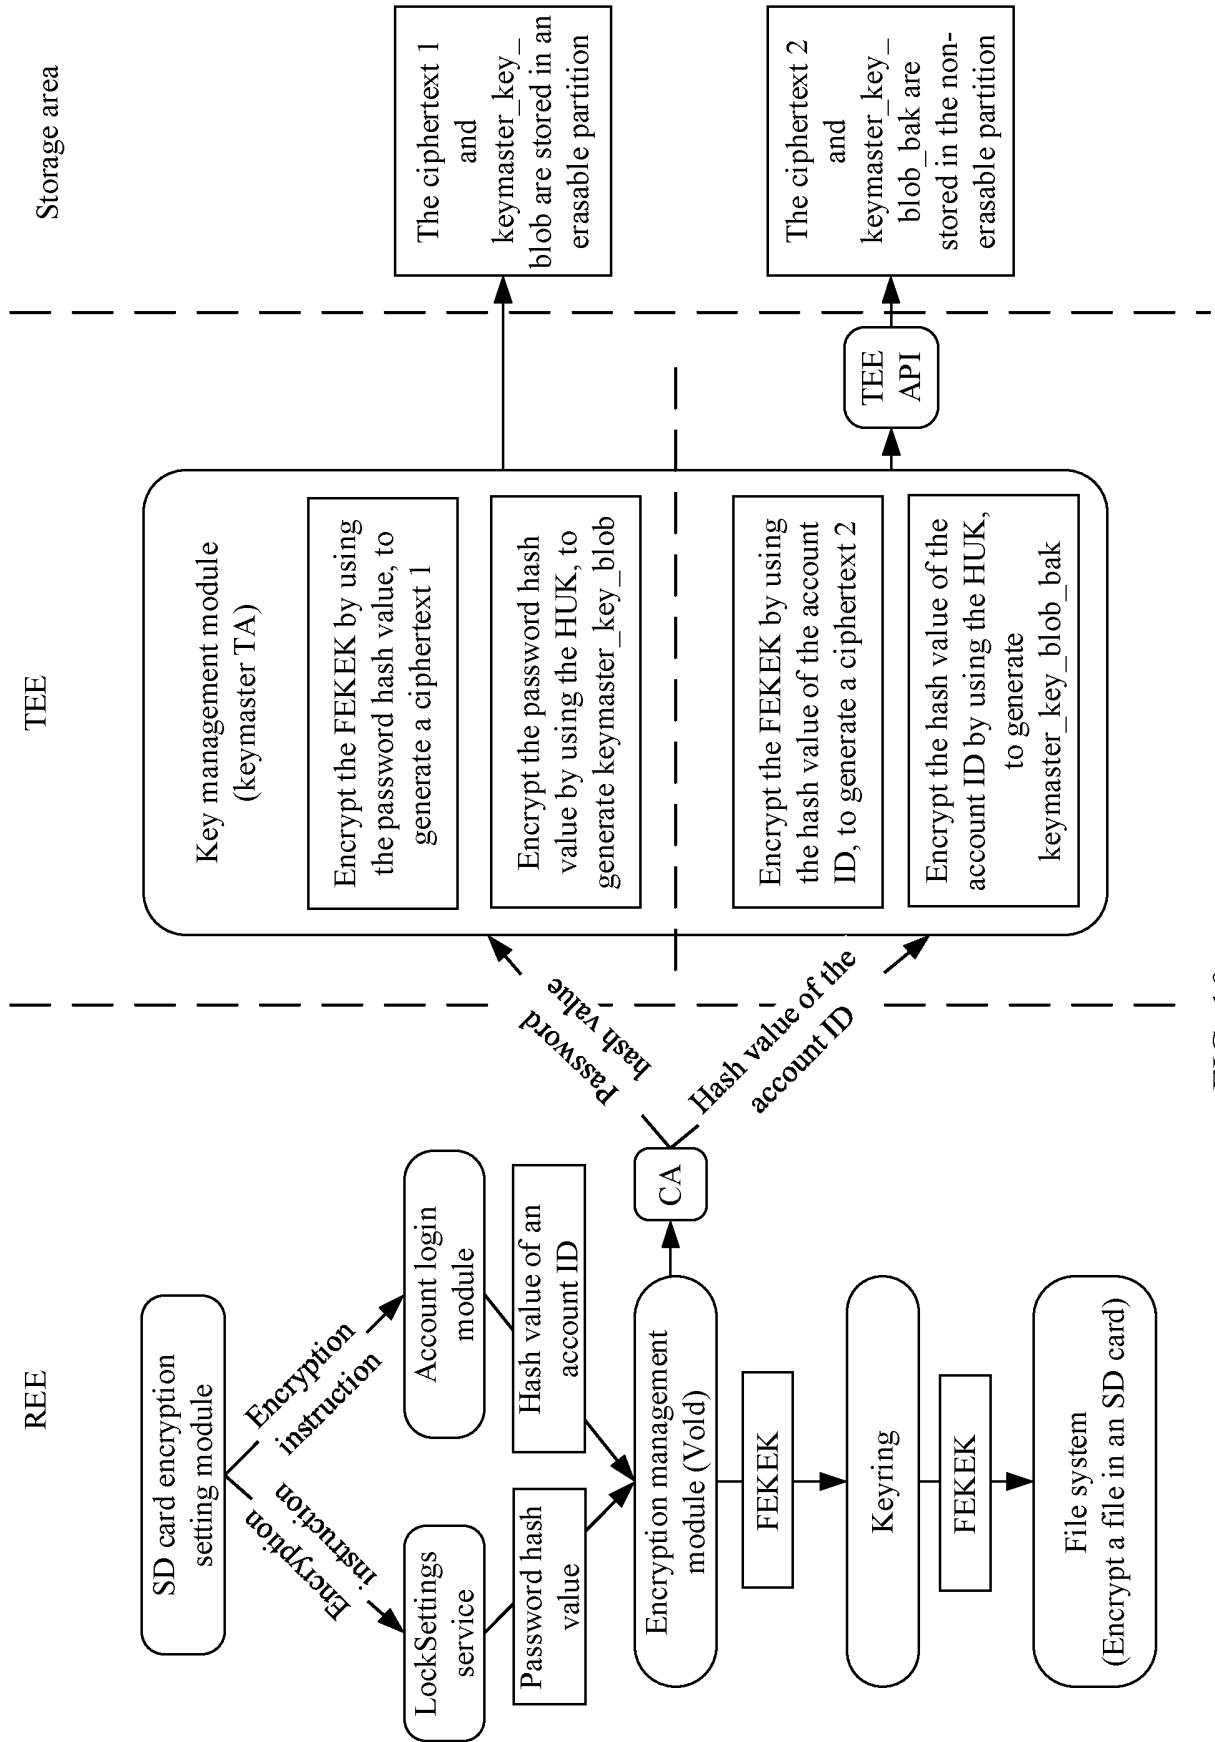 REE
TEE
Storage area
SD card encryption
setting module
Encryption
instruction
Encryption
instruction
LockSettings
service
Account login
module
Password hash
value
Hash value of an
account ID
Encryption management
module (Vold)
CA
FEKEK
Keyring
FEKEK
File system
(Encrypt a file in an SD card)
Password
hash value
Hash value of the
account ID
Key management module
(keymaster TA)
Encrypt the FEKEK by using
the password hash value, to
generate a ciphertext 1
Encrypt the password hash
value by using the HUK, to
generate keymaster_key_blob
Encrypt the FEKEK by using
the hash value of the account
ID, to generate a ciphertext 2
Encrypt the hash value of the
account ID by using the HUK,
to generate
keymaster_key_blob_bak
TEE
API
The ciphertext 1
and
keymaster_key_
blob are stored in an
erasable partition
The ciphertext 2
and
keymaster_key_
blob_bak are
stored in the non-
erasable partition